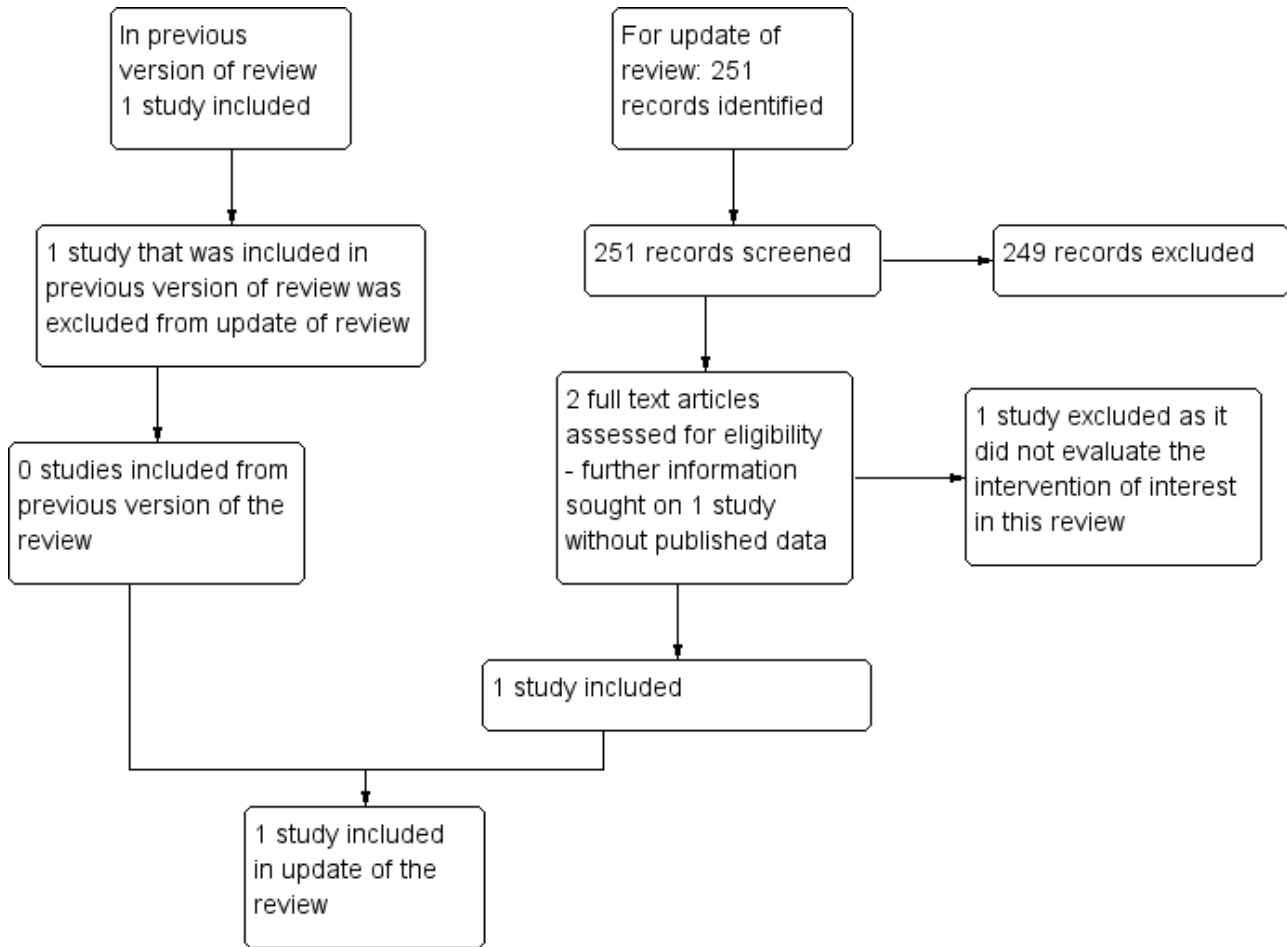 In previous
version of review
1 study included
For update of
review: 251
records identified
1 study that was included in
previous version of review was
excluded from update of review
251 records screened
249 records excluded
0 studies included from
previous version of the
review
2 full text articles
assessed for eligibility
- further information
sought on 1 study
without published data
1 study excluded as it
did not evaluate the
intervention of interest
in this review
1 study included
1 study included
in update of the
review